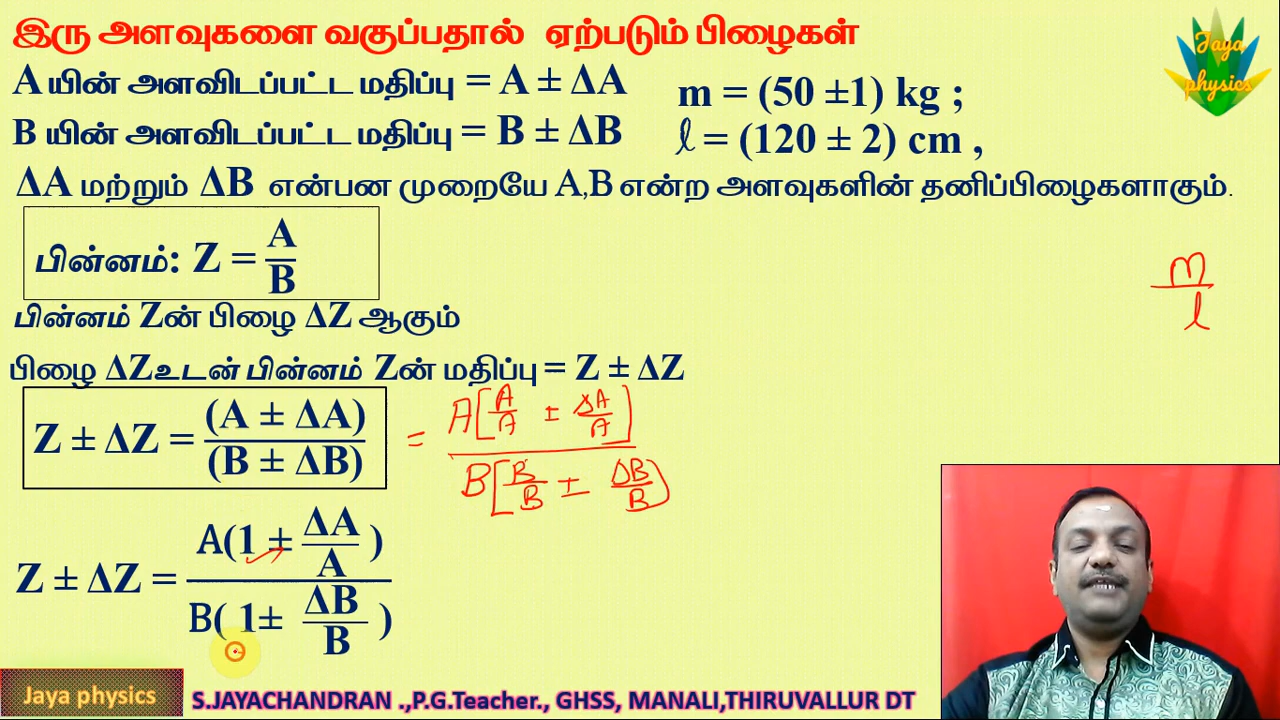 இரு அளவுகளை வகுப்பதால் ஏற்படும் பிழைகள்
Jaya physics
A யின் அளவிடப்பட்ட மதிப்பு = A ± ΔA
m = (50 ±1) kg ;
B யின் அளவிடப்பட்ட மதிப்பு = B ± ΔB
ℓ = (120 ± 2) cm ,
ΔA மற்றும் ΔB என்பன முறையே A,B என்ற அளவுகளின் தனிப்பிழைகளாகும்.
பின்னம்: Z = A/B
m/l
பின்னம் Zன் பிழை ΔZ ஆகும்
பிழை ΔZஉடன் பின்னம் Zன் மதிப்பு = Z ± ΔZ
Z ± ΔZ = (A ± ΔA)/(B ± ΔB) = A[A/A ± ΔA/A]/B[B/B ± ΔB/B)
Z ± ΔZ = A(1 ± ΔA/A )/B( 1± ΔB/B )
Jaya physics
S.JAYACHANDRAN .,P.G.Teacher., GHSS, MANALI,THIRUVALLUR DT